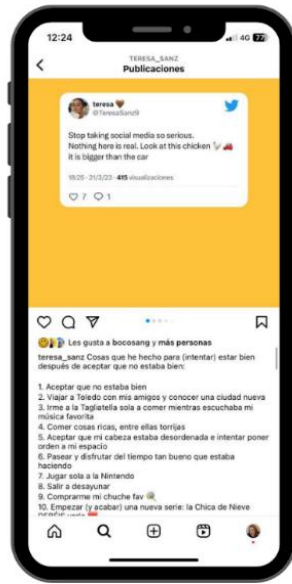 12:24
4G 77
TERESA_SANZ
Publicaciones
teresa 🤎
@TeresaSanz9
Stop taking social media so serious.
Nothing here is real. Look at this chicken 🐓 🚗
it is bigger than the car
18:25 · 21/3/23 · 415 visualizaciones
7 1
Les gusta a bocosang y más personas
teresa_sanz Cosas que he hecho para (intentar) estar bien
después de aceptar que no estaba bien:
1. Aceptar que no estaba bien
2. Viajar a Toledo con mis amigos y conocer una ciudad nueva
3. Irme a la Tagliatella sola a comer mientras escuchaba mi
música favorita
4. Comer cosas ricas, entre ellas torrijas
5. Aceptar que mi cabeza estaba desordenada e intentar poner
orden a mi espacio
6. Pasear y disfrutar del tiempo tan bueno que estaba
haciendo
7. Jugar sola a la Nintendo
8. Salir a desayunar
9. Comprarme mi chuche fav 🍭
10. Empezar (y acabar) una nueva serie: la Chica de Nieve